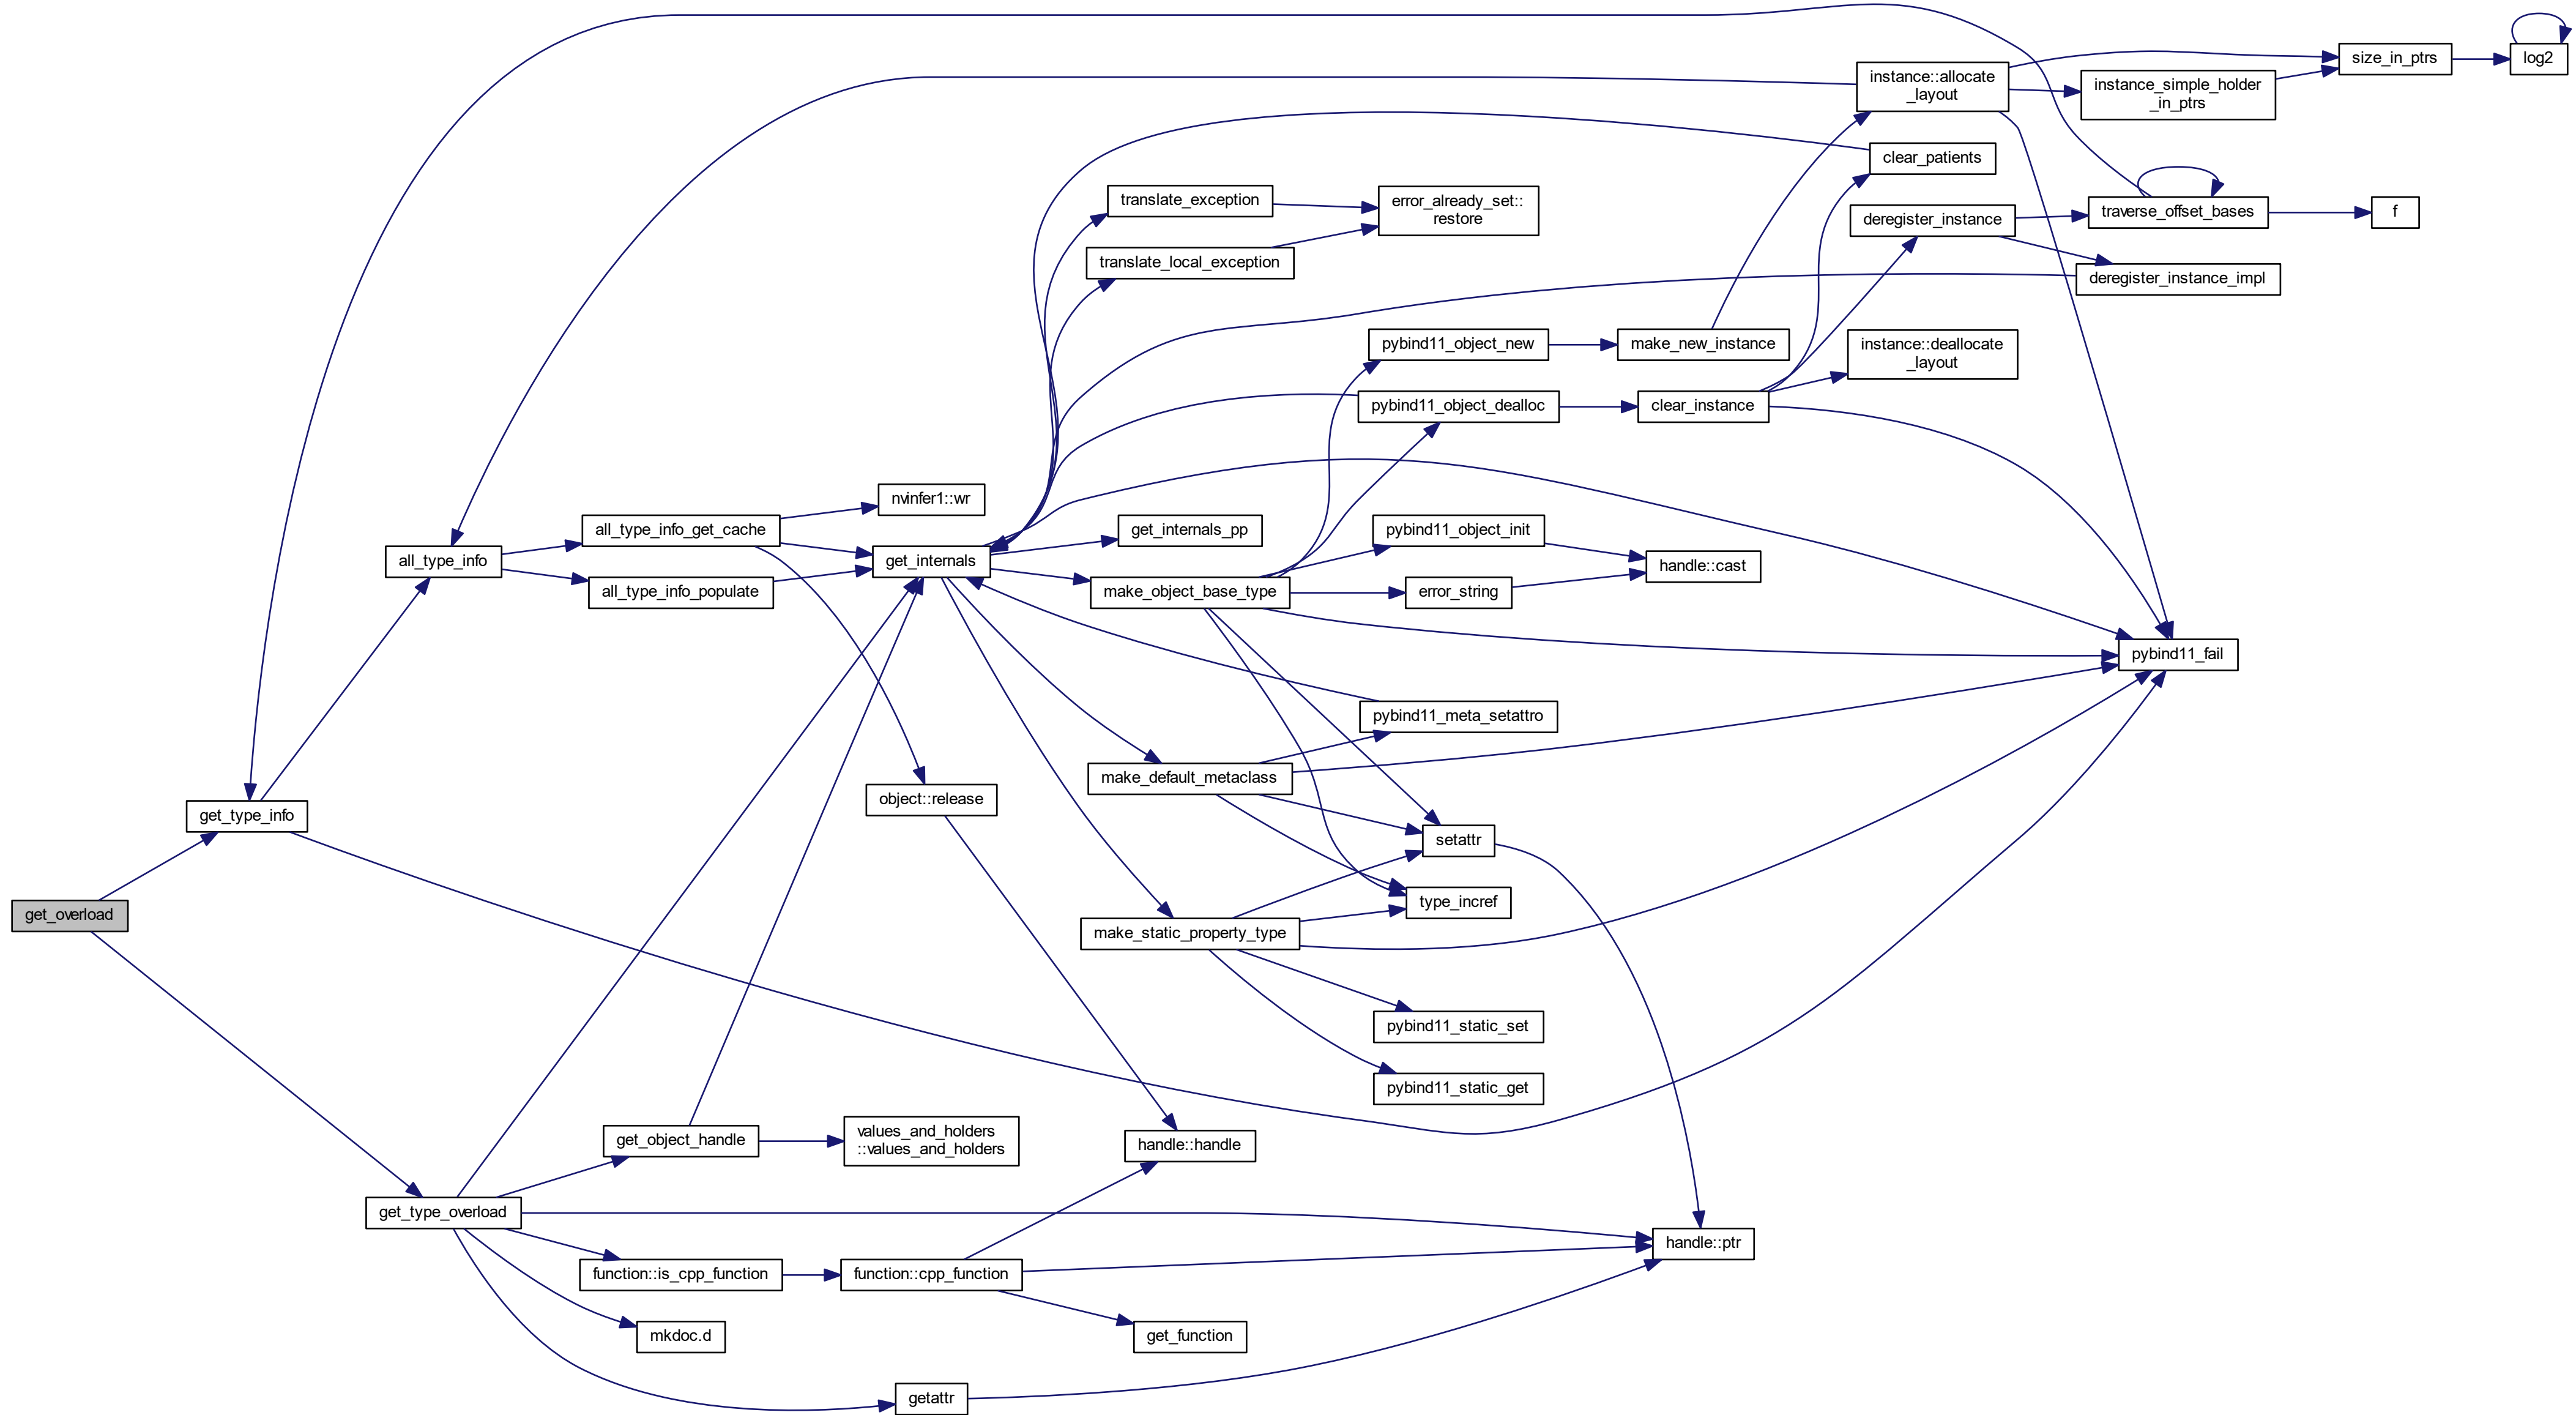 get_overload
get_type_info
get_type_overload
all_type_info
all_type_info_get_cache
all_type_info_populate
get_object_handle
function::is_cpp_function
mkdoc.d
nvinfer1::wr
get_internals
object::release
values_and_holders
::values_and_holders
function::cpp_function
getattr
translate_exception
translate_local_exception
get_internals_pp
make_object_base_type
make_default_metaclass
make_static_property_type
handle::handle
get_function
error_already_set::
restore
pybind11_object_new
pybind11_object_dealloc
pybind11_object_init
error_string
pybind11_meta_setattro
setattr
type_incref
pybind11_static_set
pybind11_static_get
make_new_instance
clear_instance
handle::cast
handle::ptr
instance::allocate
_layout
clear_patients
deregister_instance
instance::deallocate
_layout
instance_simple_holder
_in_ptrs
traverse_offset_bases
deregister_instance_impl
pybind11_fail
size_in_ptrs
f
log2